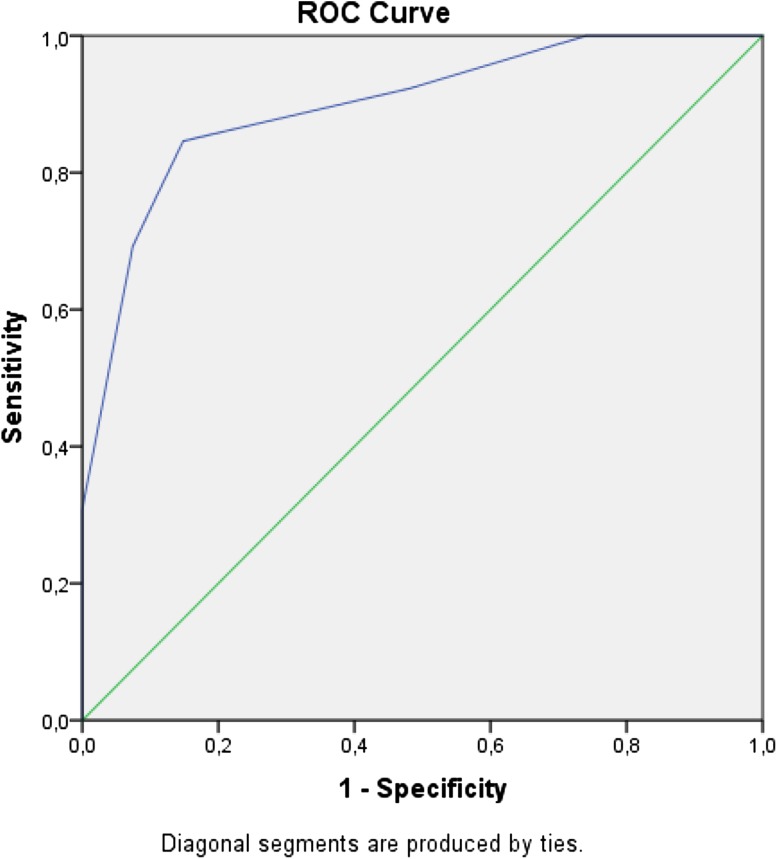 ROC Curve
1,0
0,8
0,6
0,4
0,2
0,0
Sensitivity
0,0 0,2 0,4 0,6 0,8 1,0
1 - Specificity
Diagonal segments are produced by ties.